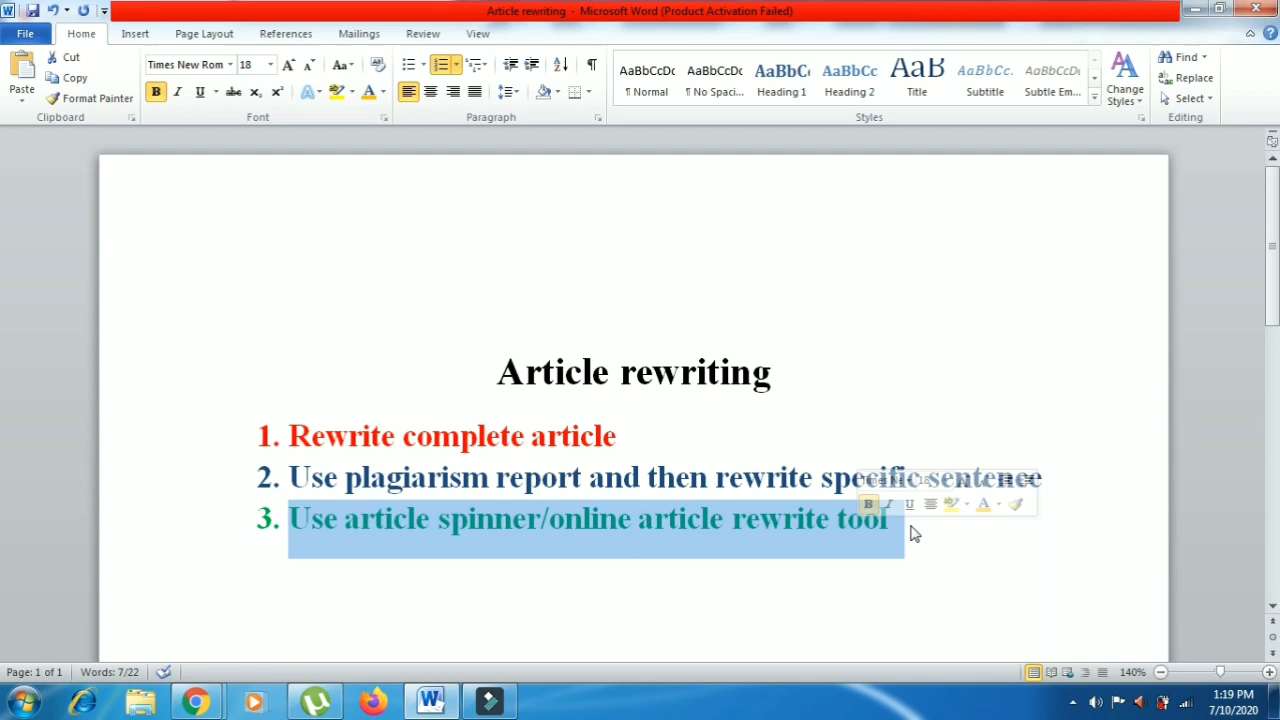 Article rewriting - Microsoft Word (Product Activation Failed)
File Home Insert Page Layout References Mailings Review View
Paste
Cut
Copy
Format Painter
Clipboard
Times New Rom 18
Font
Paragraph
AaBbCcDc AaBbCcDc AaBbC AaBbCc AaB AaBbCc. AaBbCcDc
¶ Normal ¶ No Spaci... Heading 1 Heading 2 Title Subtitle Subtle Em...
Styles
Change
Styles
Find
Replace
Select
Editing
Article rewriting
1. Rewrite complete article
2. Use plagiarism report and then rewrite specific sentence
3. Use article spinner/online article rewrite tool
Page: 1 of 1 Words: 7/22 140%
1:19 PM
7/10/2020